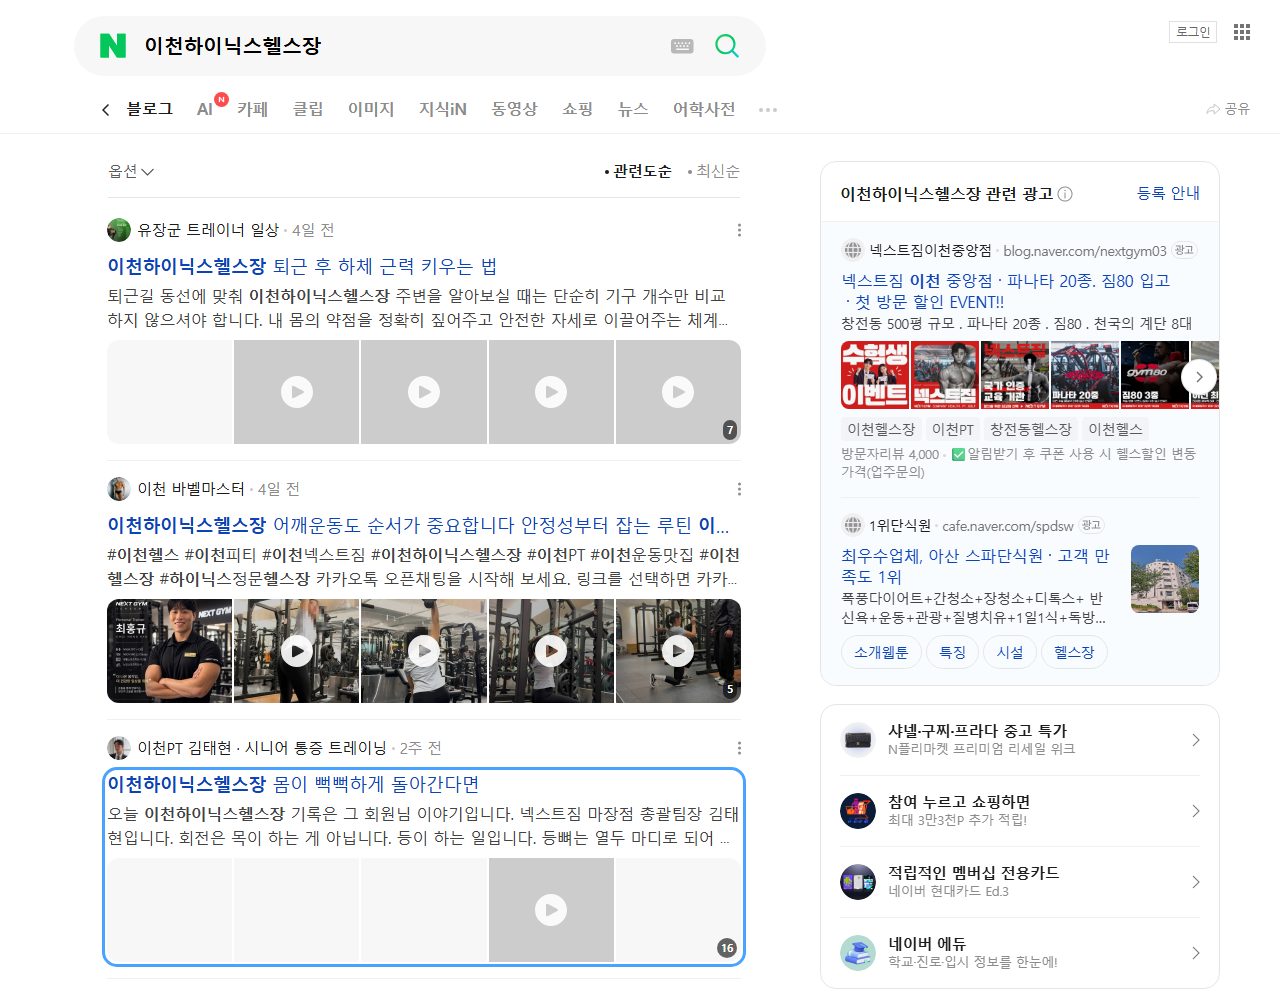 이천하이닉스헬스장
로그인
블로그
AI
N
카페
클립
이미지
지식iN
동영상
쇼핑
뉴스
어학사전
공유
옵션
• 관련도순
• 최신순
유장군 트레이너 일상 · 4일 전
이천하이닉스헬스장 퇴근 후 하체 근력 키우는 법
퇴근길 동선에 맞춰 이천하이닉스헬스장 주변을 알아보실 때는 단순히 기구 개수만 비교
하지 않으셔야 합니다. 내 몸의 약점을 정확히 짚어주고 안전한 자세로 이끌어주는 체계...
7
이천 바벨마스터 · 4일 전
이천하이닉스헬스장 어깨운동도 순서가 중요합니다 안정성부터 잡는 루틴 이...
#이천헬스 #이천피티 #이천넥스트짐 #이천하이닉스헬스장 #이천PT #이천운동맛집 #이천
헬스장 #하이닉스정문헬스장 카카오톡 오픈채팅을 시작해 보세요. 링크를 선택하면 카카...
NEXT GYM
최홍규
NEXT GYM
5
이천PT 김태현 · 시니어 통증 트레이닝 · 2주 전
이천하이닉스헬스장 몸이 뻑뻑하게 돌아간다면
오늘 이천하이닉스헬스장 기록은 그 회원님 이야기입니다. 넥스트짐 마장점 총괄팀장 김태
현입니다. 회전은 목이 하는 게 아닙니다. 등이 하는 일입니다. 등뼈는 열두 마디로 되어 ...
16
이천하이닉스헬스장 관련 광고
등록 안내
넥스트짐이천중앙점 · blog.naver.com/nextgym03 광고
넥스트짐 이천 중앙점 · 파나타 20종. 짐80 입고
· 첫 방문 할인 EVENT!!
창전동 500평 규모 . 파나타 20종 . 짐80 . 천국의 계단 8대
수험생
이벤트
넥스트짐
넥스트짐
국가 인증
교육 기관
파나타 20종
gym80
짐80 3종
이천헬스장
이천PT
창전동헬스장
이천헬스
방문자리뷰 4,000 · ✅알림받기 후 쿠폰 사용 시 헬스할인 변동
가격(업주문의)
1위단식원 · cafe.naver.com/spdsw 광고
최우수업체, 아산 스파단식원 · 고객 만
족도 1위
폭풍다이어트+간청소+장청소+디톡스+ 반
신욕+운동+관광+질병치유+1일1식+독방...
소개웹툰
특징
시설
헬스장
샤넬·구찌·프라다 중고 특가
N플리마켓 프리미엄 리세일 위크
참여 누르고 쇼핑하면
최대 3만3천P 추가 적립!
적립적인 멤버십 전용카드
네이버 현대카드 Ed.3
네이버 에듀
학교·진로·입시 정보를 한눈에!